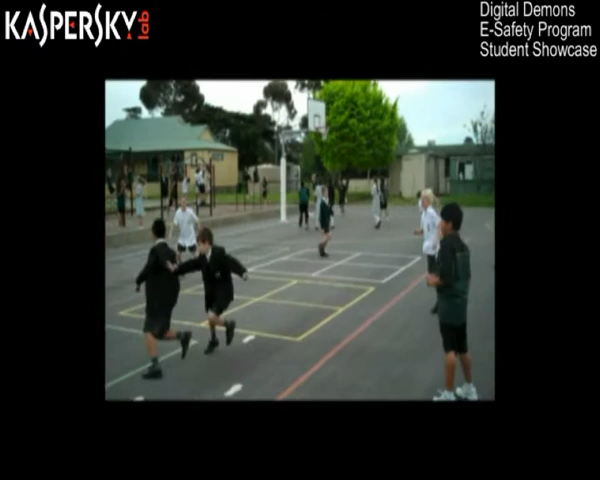 KASPERSKY lab
Digital Demons
E-Safety Program
Student Showcase